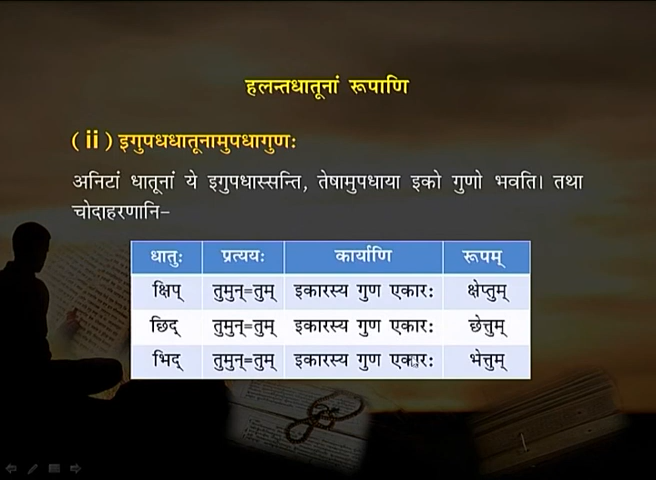 हलन्तधातूनां रूपाणि
( ii ) इगुपधधातूनामुपधागुणः
अनिटां धातूनां ये इगुपधास्सन्ति, तेषामुपधाया इको गुणो भवति। तथा
चोदाहरणानि–
धातुः प्रत्ययः कार्याणि रूपम्
क्षिप् तुमुन्=तुम् इकारस्य गुण एकारः क्षेप्तुम्
छिद् तुमुन्=तुम् इकारस्य गुण एकारः छेत्तुम्
भिद् तुमुन्=तुम् इकारस्य गुण एकारः भेत्तुम्